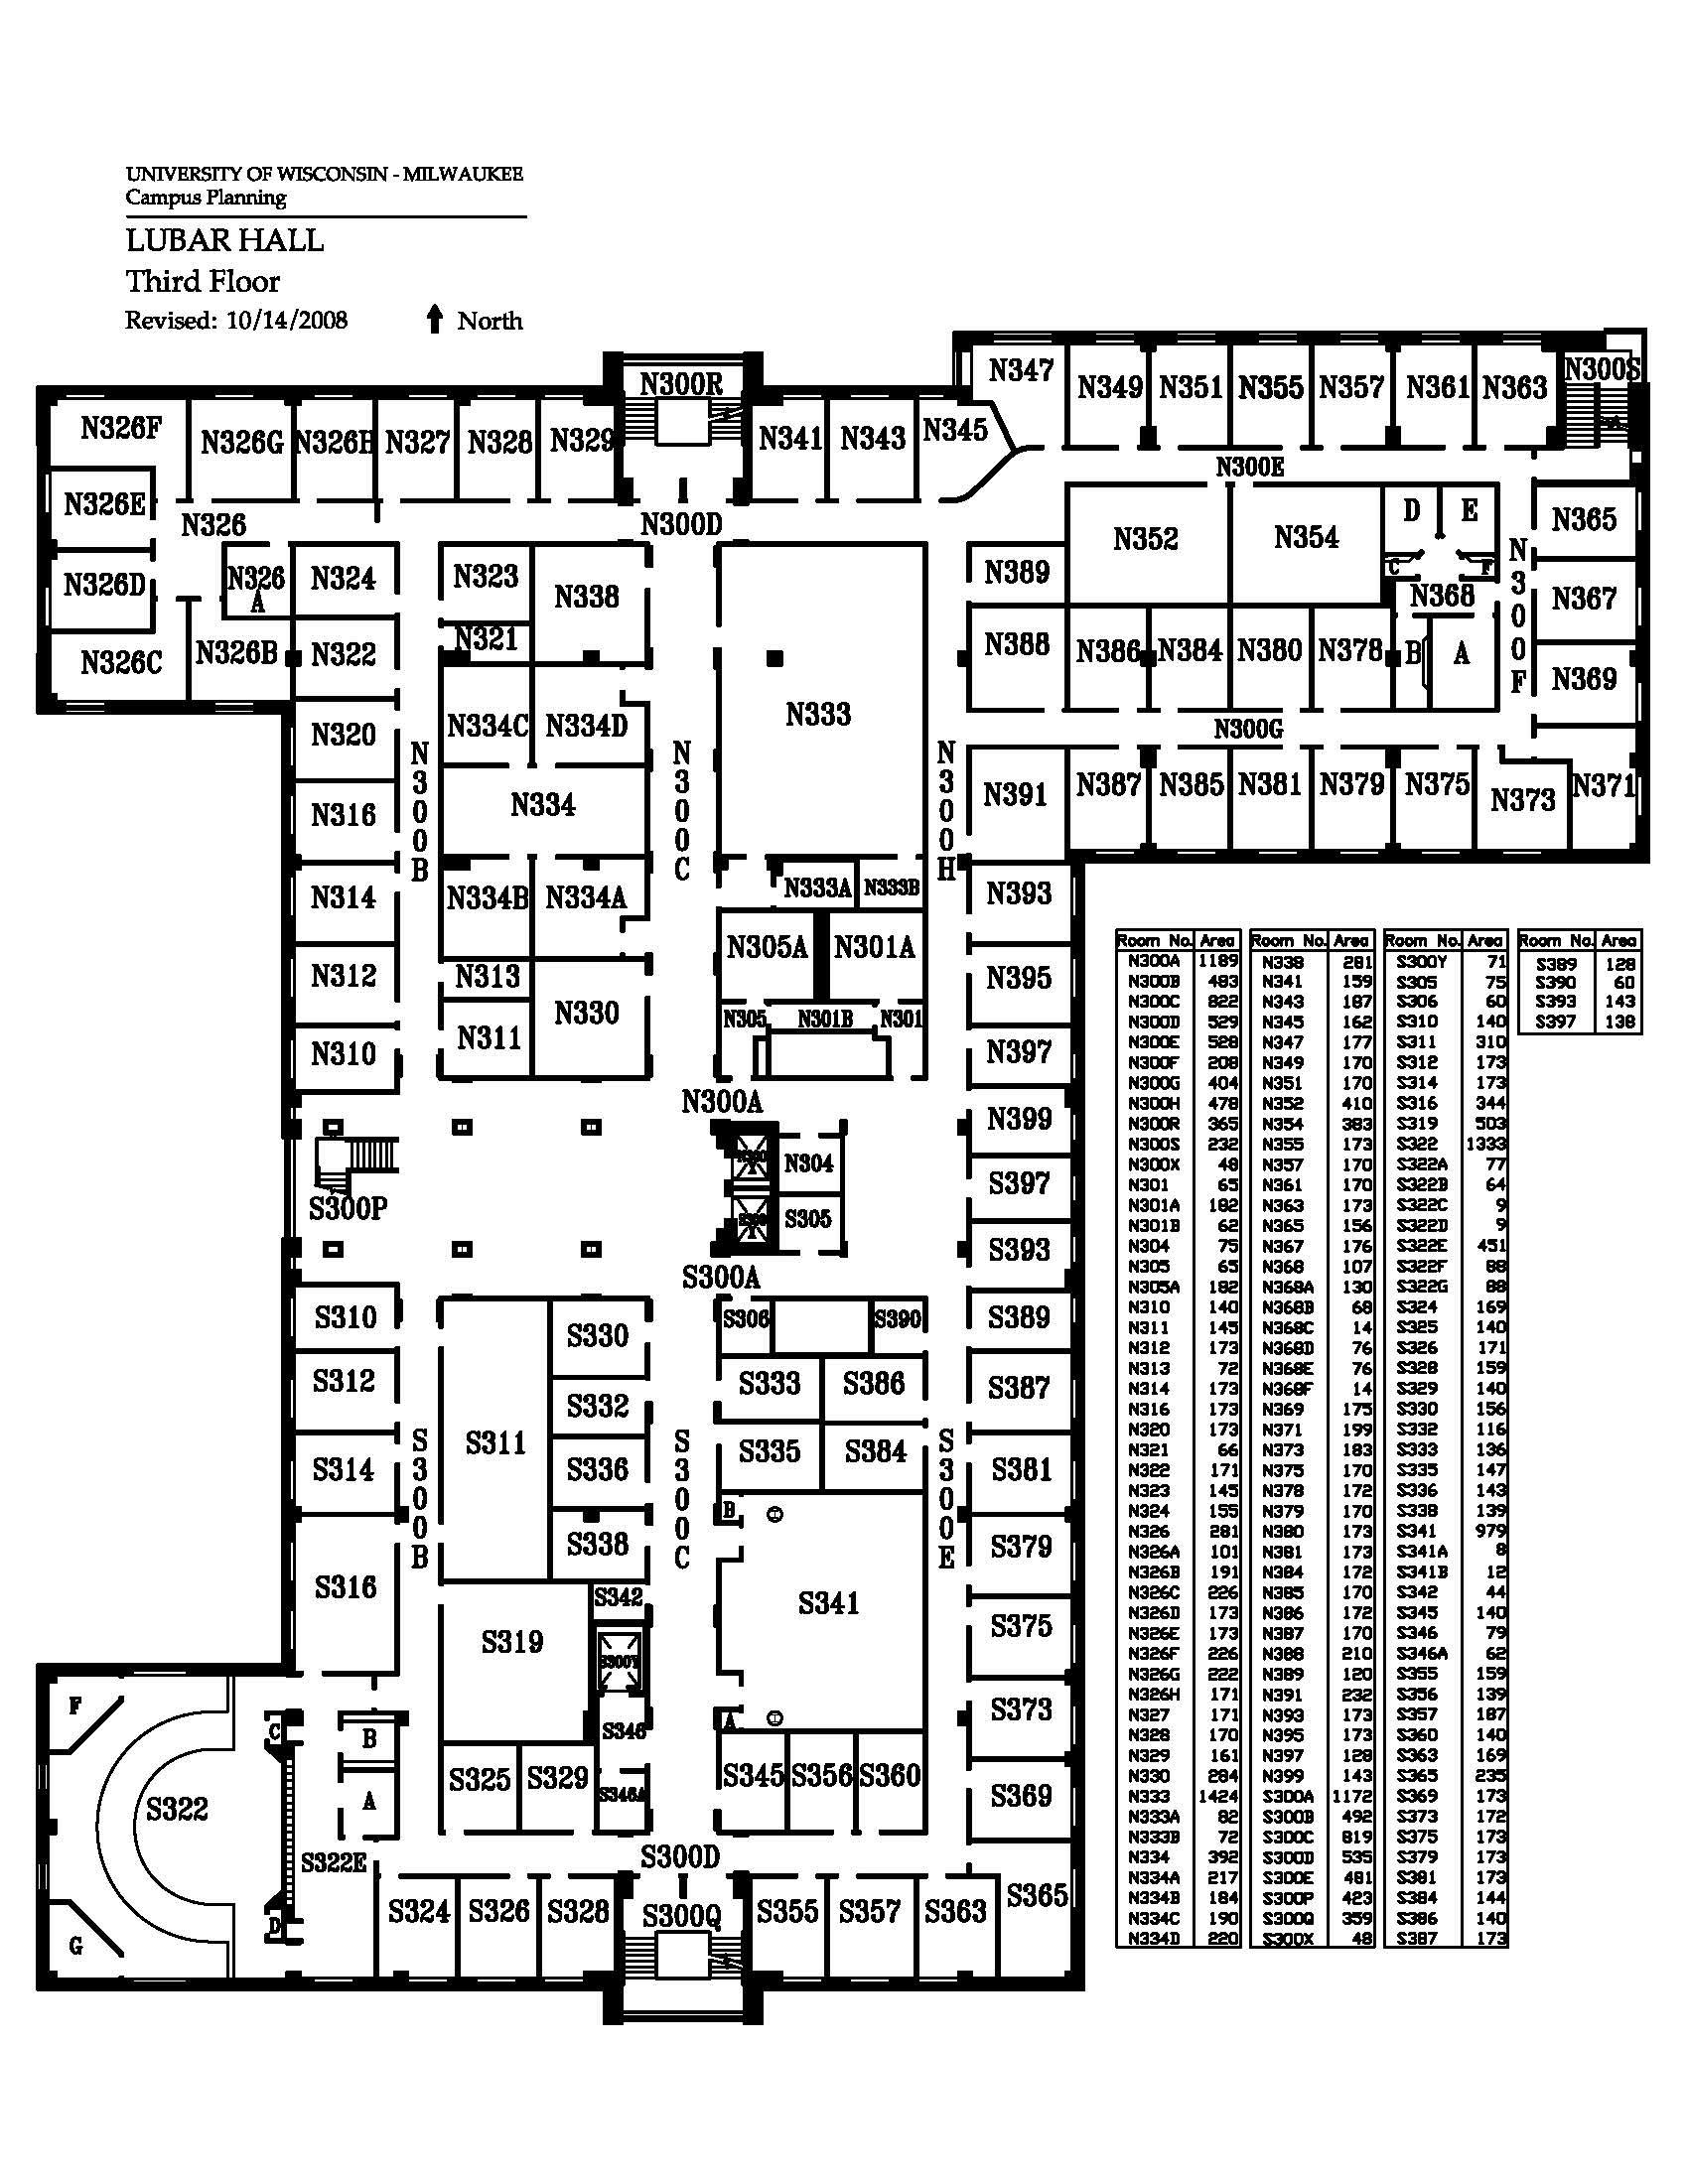 UNIVERSITY OF WISCONSIN - MILWAUKEE
Campus Planning
LUBAR HALL
Third Floor
Revised: 10/14/2008
North
N300R
N347
N349
N351
N355
N357
N361
N363
N300S
N326F
N326G
N326H
N327
N328
N329
N341
N343
N345
N300E
N326E
N326
N300D
N352
N354
D
E
N365
N326D
N326
A
N324
N323
N338
N389
C
F
N368
N300F
N367
N326C
N326B
N322
N321
N388
N386
N384
N380
N378
B
A
N369
N320
N334C
N334D
N333
N300G
N300B
N300C
N300H
N316
N334
N391
N387
N385
N381
N379
N375
N373
N371
N314
N334B
N334A
N333A
N333B
N393
N312
N313
N305A
N301A
N395
N310
N311
N330
N305
N301B
N301
N397
N300A
N399
N304
S300P
S305
S397
S393
S300A
S310
S330
S306
S390
S389
S312
S332
S333
S386
S387
S314
S311
S336
S335
S384
S381
S300B
S300C
S300E
S338
B
S379
S316
S342
S341
S375
S319
S300Y
F
C
B
S346
A
S373
S322
A
S325
S329
S346A
S345
S356
S360
S369
S322E
S300D
G
D
S324
S326
S328
S300Q
S355
S357
S363
S365
Room No. Area
N300A 1189
N300B 483
N300C 822
N300D 529
N300E 528
N300F 208
N300G 404
N300H 478
N300R 365
N300S 232
N300X 48
N301 65
N301A 182
N301B 62
N304 75
N305 65
N305A 182
N310 140
N311 145
N312 173
N313 72
N314 173
N316 173
N320 173
N321 66
N322 171
N323 145
N324 155
N326 281
N326A 101
N326B 191
N326C 226
N326D 173
N326E 173
N326F 226
N326G 222
N326H 171
N327 171
N328 170
N329 161
N330 284
N333 1424
N333A 82
N333B 72
N334 392
N334A 217
N334B 184
N334C 190
N334D 220
Room No. Area
N338 281
N341 159
N343 187
N345 162
N347 177
N349 170
N351 170
N352 410
N354 383
N355 173
N357 170
N361 170
N363 173
N365 156
N367 176
N368 107
N368A 130
N368B 68
N368C 14
N368D 76
N368E 76
N368F 14
N369 175
N371 199
N373 183
N375 170
N378 172
N379 170
N380 173
N381 173
N384 172
N385 170
N386 172
N387 170
N388 210
N389 120
N391 232
N393 173
N395 173
N397 128
N399 143
S300A 1172
S300B 492
S300C 819
S300D 535
S300E 481
S300P 423
S300Q 359
S300X 48
Room No. Area
S300Y 71
S305 75
S306 60
S310 140
S311 310
S312 173
S314 173
S316 344
S319 503
S322 1333
S322A 77
S322B 64
S322C 9
S322D 9
S322E 451
S322F 88
S322G 88
S324 169
S325 140
S326 171
S328 159
S329 140
S330 156
S332 116
S333 136
S335 147
S336 143
S338 139
S341 979
S341A 8
S341B 12
S342 44
S345 140
S346 79
S346A 62
S355 159
S356 139
S357 187
S360 140
S363 169
S365 235
S369 173
S373 172
S375 173
S379 173
S381 173
S384 144
S386 140
S387 173
Room No. Area
S389 128
S390 60
S393 143
S397 138